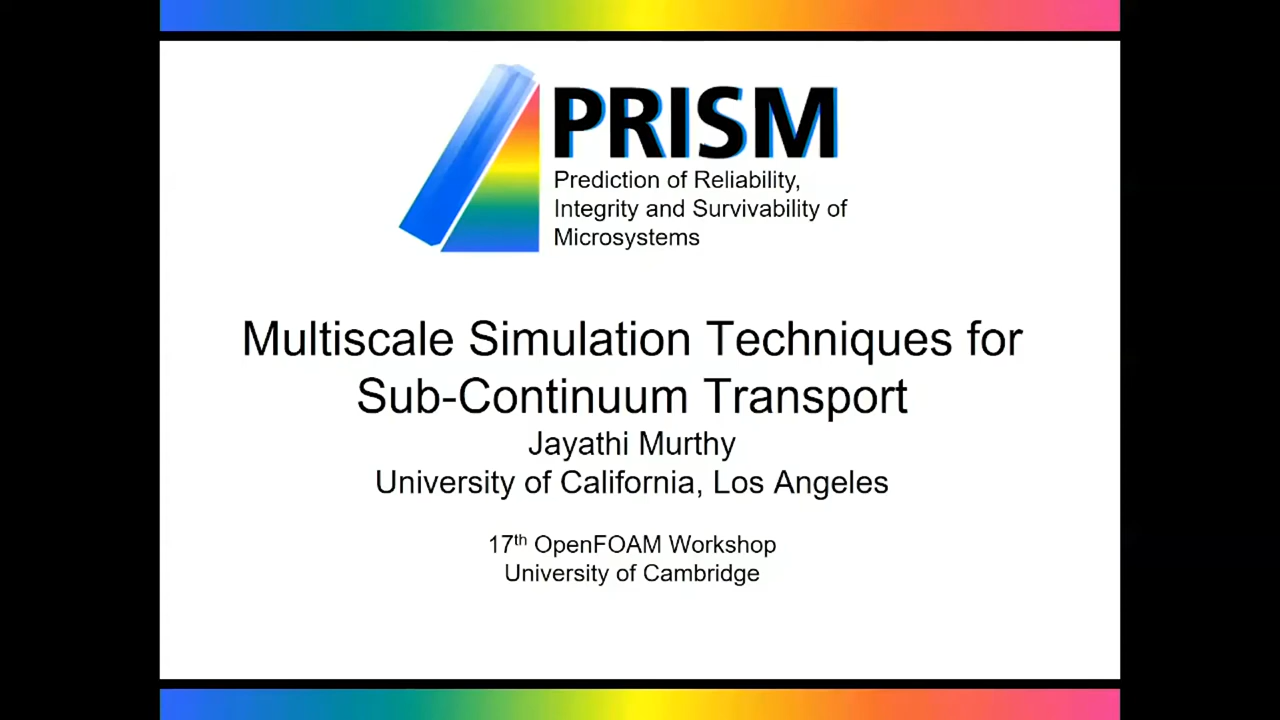 PRISM
Prediction of Reliability,
Integrity and Survivability of
Microsystems
Multiscale Simulation Techniques for
Sub-Continuum Transport
Jayathi Murthy
University of California, Los Angeles
17th OpenFOAM Workshop
University of Cambridge